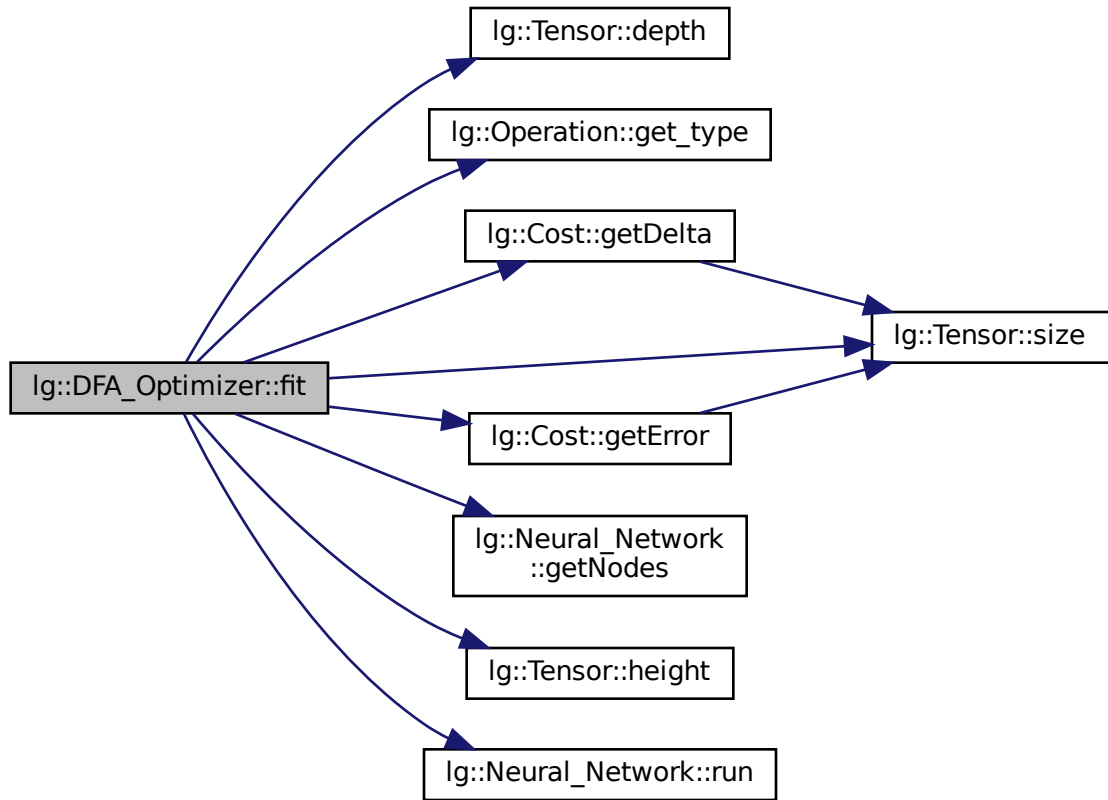 lg::Tensor::depth
lg::Operation::get_type
lg::Cost::getDelta
lg::Tensor::size
lg::DFA_Optimizer::fit
lg::Cost::getError
lg::Neural_Network
::getNodes
lg::Tensor::height
lg::Neural_Network::run